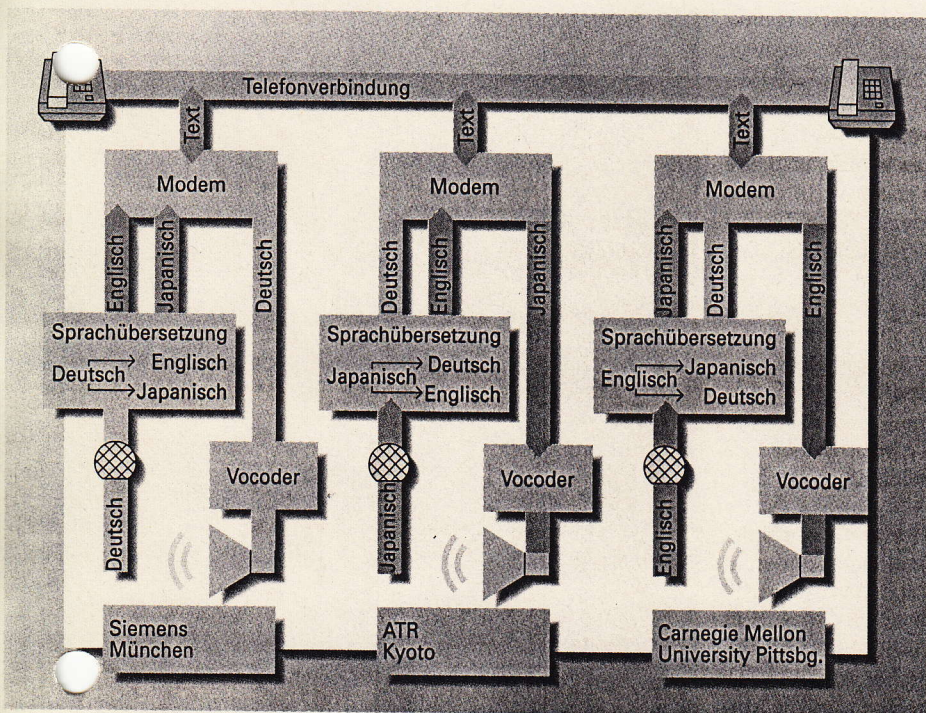 Telefonverbindung
Text
Modem
Englisch
Japanisch
Deutsch
Sprachübersetzung
Deutsch
Englisch
Japanisch
Deutsch
Vocoder
Siemens
München
Text
Modem
Deutsch
Englisch
Japanisch
Sprachübersetzung
Japanisch
Deutsch
Englisch
Japanisch
Vocoder
ATR
Kyoto
Text
Modem
Japanisch
Deutsch
Englisch
Sprachübersetzung
Englisch
Japanisch
Deutsch
Englisch
Vocoder
Carnegie Mellon
University Pittsbg.